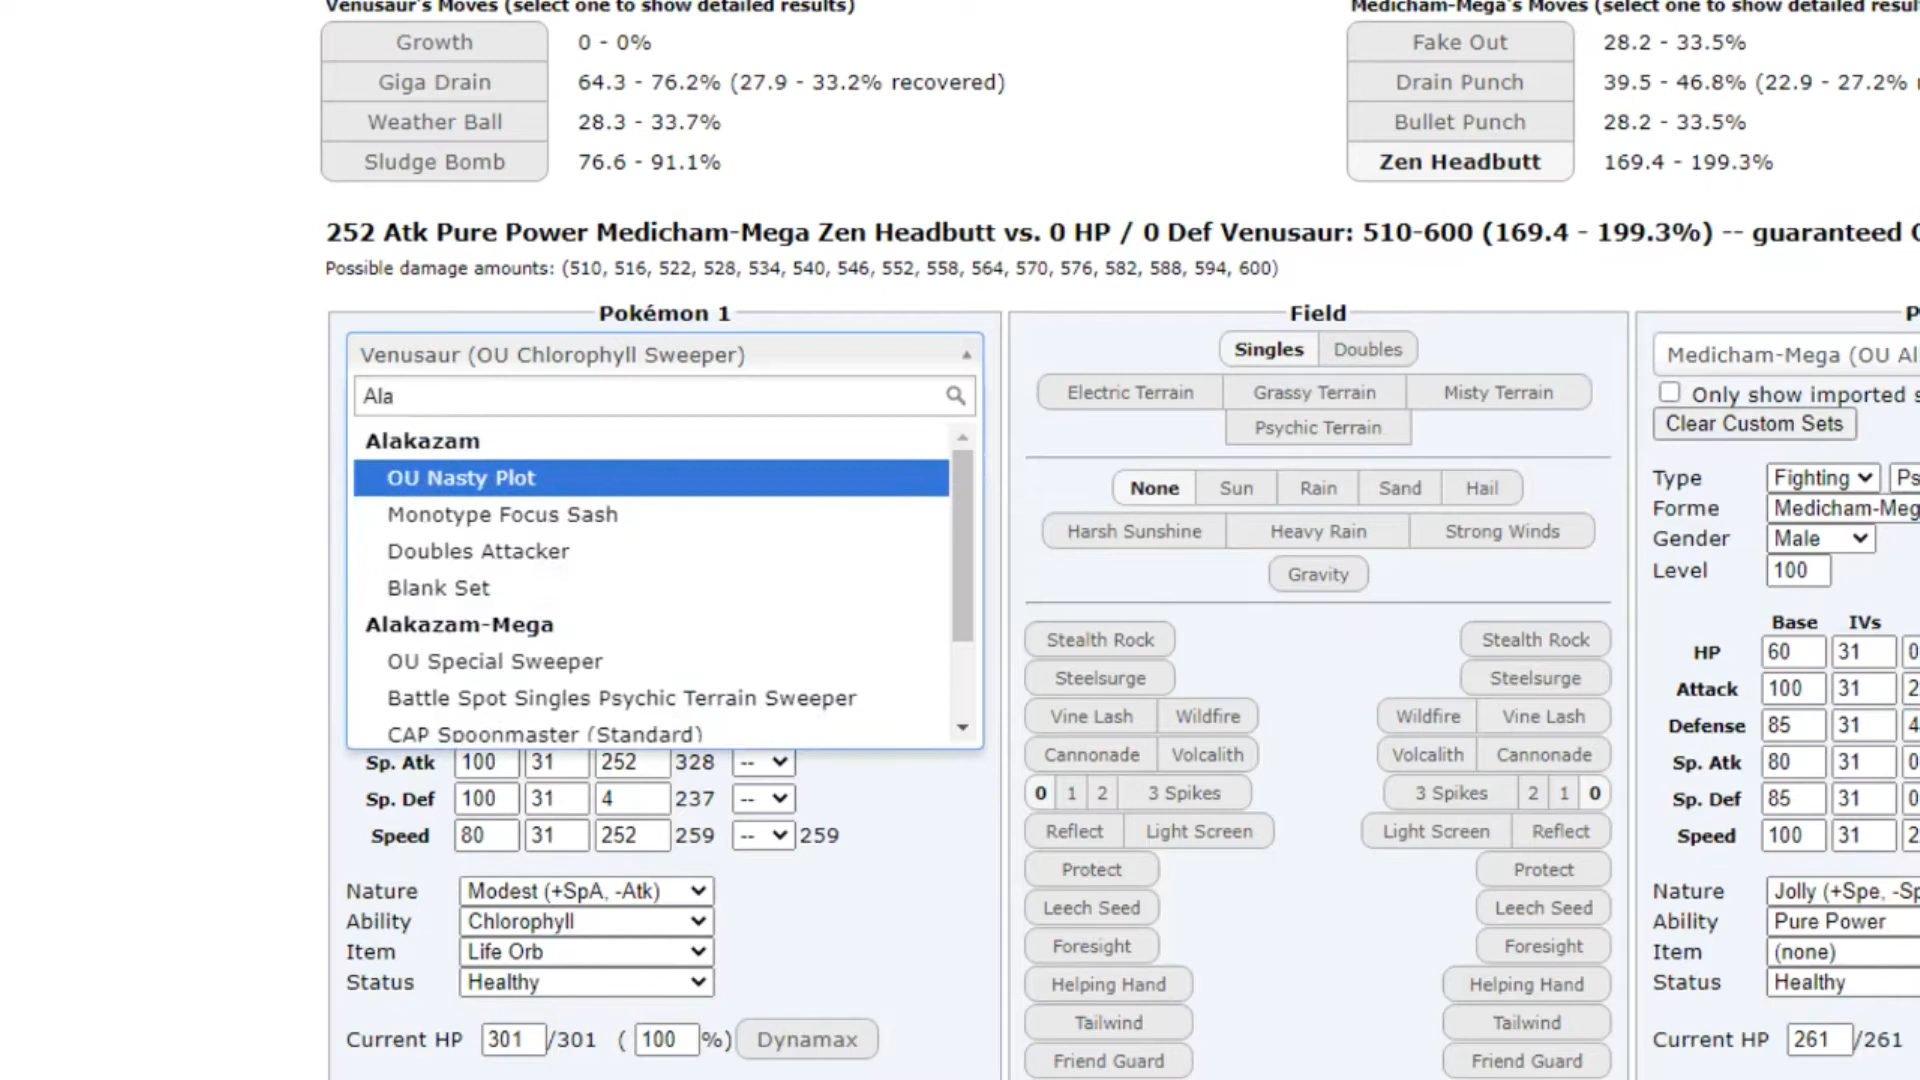 Venusaur's Moves (select one to show detailed results)
Growth 0 - 0%
Giga Drain 64.3 - 76.2% (27.9 - 33.2% recovered)
Weather Ball 28.3 - 33.7%
Sludge Bomb 76.6 - 91.1%
Medicham-Mega's Moves (select one to show detailed resul
Fake Out 28.2 - 33.5%
Drain Punch 39.5 - 46.8% (22.9 - 27.2%
Bullet Punch 28.2 - 33.5%
Zen Headbutt 169.4 - 199.3%
252 Atk Pure Power Medicham-Mega Zen Headbutt vs. 0 HP / 0 Def Venusaur: 510-600 (169.4 - 199.3%) -- guaranteed
Possible damage amounts: (510, 516, 522, 528, 534, 540, 546, 552, 558, 564, 570, 576, 582, 588, 594, 600)
Pokémon 1
Venusaur (OU Chlorophyll Sweeper)
Ala
Alakazam
OU Nasty Plot
Monotype Focus Sash
Doubles Attacker
Blank Set
Alakazam-Mega
OU Special Sweeper
Battle Spot Singles Psychic Terrain Sweeper
CAP Spoonmaster (Standard)
Sp. Atk 100 31 252 328 --
Sp. Def 100 31 4 237 --
Speed 80 31 252 259 -- 259
Nature Modest (+SpA, -Atk)
Ability Chlorophyll
Item Life Orb
Status Healthy
Current HP 301 /301 ( 100 %) Dynamax
Field
Singles Doubles
Electric Terrain Grassy Terrain Misty Terrain
Psychic Terrain
None Sun Rain Sand Hail
Harsh Sunshine Heavy Rain Strong Winds
Gravity
Stealth Rock Stealth Rock
Steelsurge Steelsurge
Vine Lash Wildfire Wildfire Vine Lash
Cannonade Volcalith Volcalith Cannonade
0 1 2 3 Spikes 3 Spikes 2 1 0
Reflect Light Screen Light Screen Reflect
Protect Protect
Leech Seed Leech Seed
Foresight Foresight
Helping Hand Helping Hand
Tailwind Tailwind
Friend Guard Friend Guard
P
Medicham-Mega (OU Al
Only show imported s
Clear Custom Sets
Type Fighting Ps
Forme Medicham-Meg
Gender Male
Level 100
Base IVs
HP 60 31 0
Attack 100 31 2
Defense 85 31 4
Sp. Atk 80 31 0
Sp. Def 85 31 0
Speed 100 31 2
Nature Jolly (+Spe, -Sp
Ability Pure Power
Item (none)
Status Healthy
Current HP 261 /261